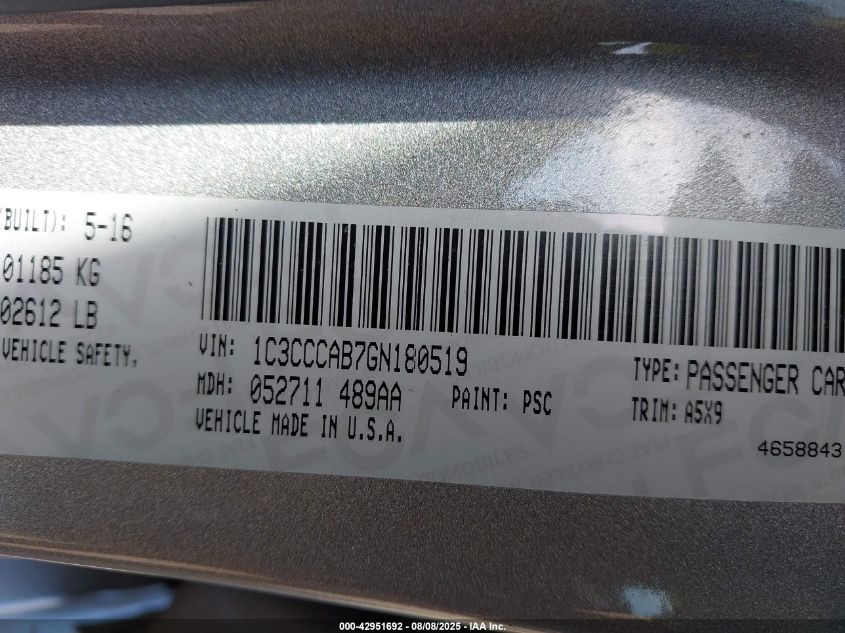 (BUILT): 5-16
01185 KG
02612 LB
VEHICLE SAFETY,
VIN: 1C3CCCAB7GN180519
TYPE: PASSENGER CAR
MDH: 052711 489AA
PAINT: PSC
TRIM: A5X9
VEHICLE MADE IN U.S.A.
4658843
000-42951692 - 08/08/2025 - IAA Inc.